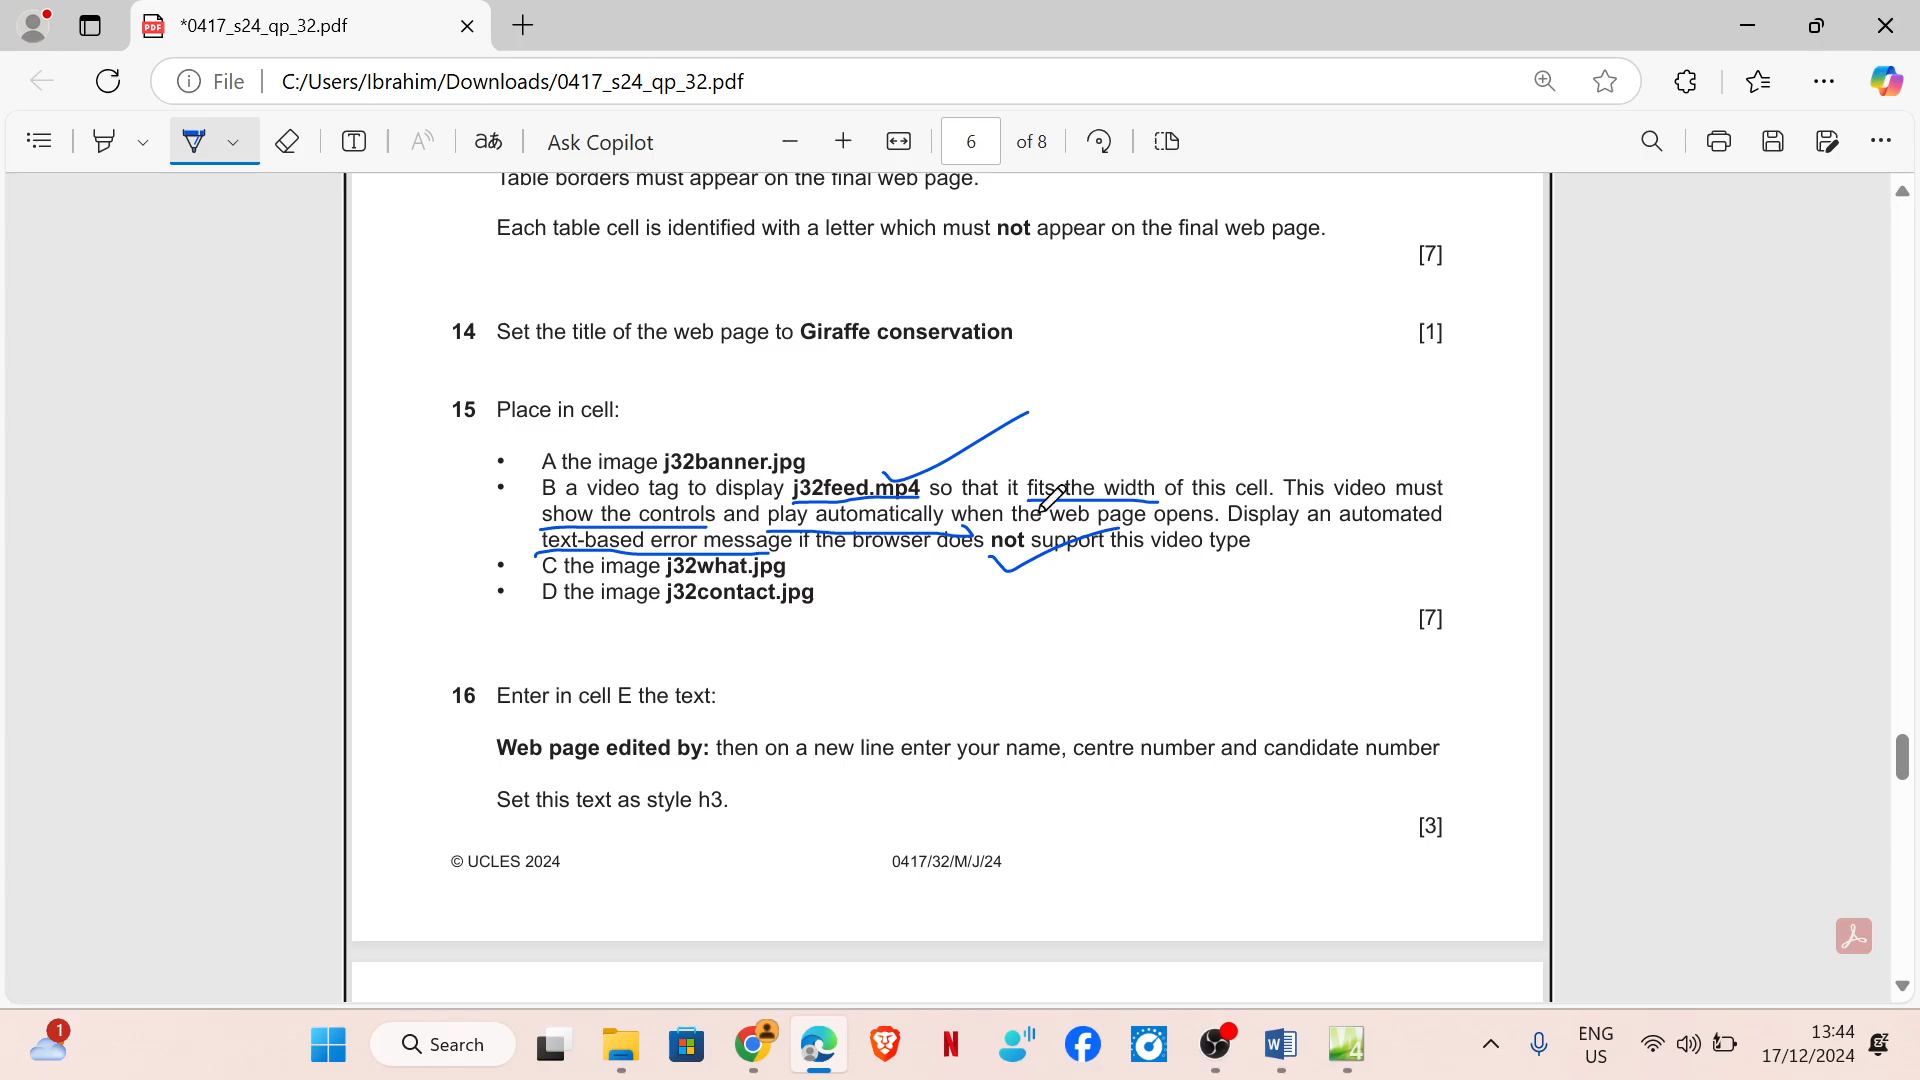 *0417_s24_qp_32.pdf
File
C:/Users/Ibrahim/Downloads/0417_s24_qp_32.pdf
Ask Copilot
6 of 8
Table borders must appear on the final web page.
Each table cell is identified with a letter which must not appear on the final web page.
[7]
14 Set the title of the web page to Giraffe conservation [1]
15 Place in cell:
• A the image j32banner.jpg
• B a video tag to display j32feed.mp4 so that it fits the width of this cell. This video must
show the controls and play automatically when the web page opens. Display an automated
text-based error message if the browser does not support this video type
• C the image j32what.jpg
• D the image j32contact.jpg
[7]
16 Enter in cell E the text:
Web page edited by: then on a new line enter your name, centre number and candidate number
Set this text as style h3.
[3]
© UCLES 2024 0417/32/M/J/24
1
Search
ENG
US
13:44
17/12/2024